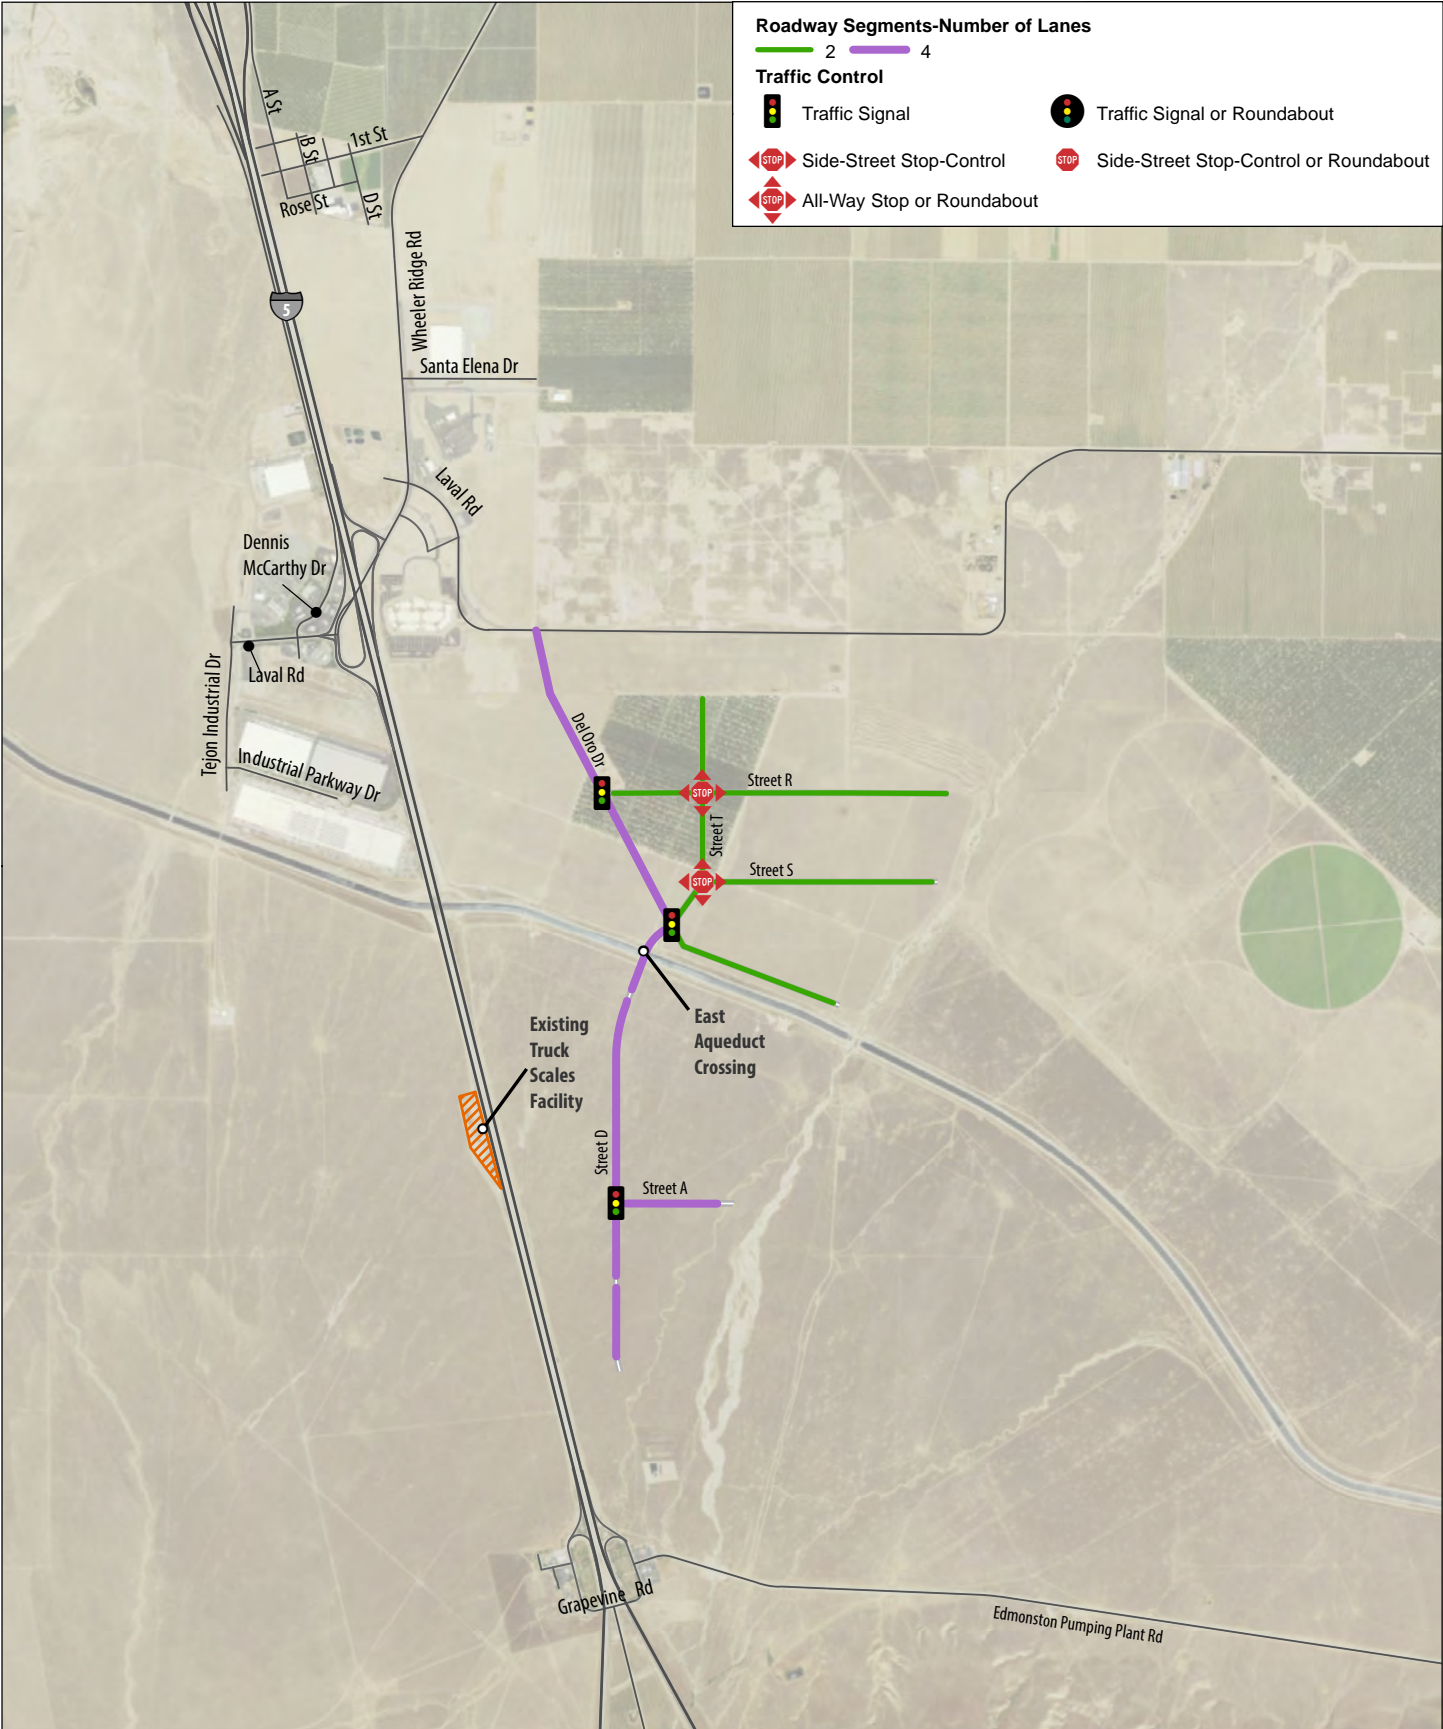 Roadway Segments-Number of Lanes
2 4
Traffic Control
Traffic Signal
Traffic Signal or Roundabout
STOP Side-Street Stop-Control
STOP Side-Street Stop-Control or Roundabout
STOP All-Way Stop or Roundabout
A St
B St
1st St
Rose St
D St
Wheeler Ridge Rd
5
Santa Elena Dr
Laval Rd
Dennis
McCarthy Dr
Laval Rd
Tejon Industrial Dr
Industrial Parkway Dr
Del Oro Dr
STOP
Street R
Street T
STOP
Street S
East
Aqueduct
Crossing
Existing
Truck
Scales
Facility
Street D
Street A
Grapevine Rd
Edmonston Pumping Plant Rd